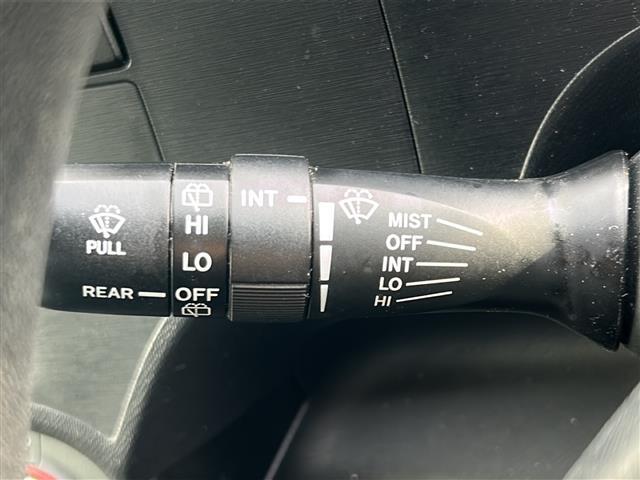 PULL
REAR
HI
LO
OFF
INT
MIST
OFF
INT
LO
HI